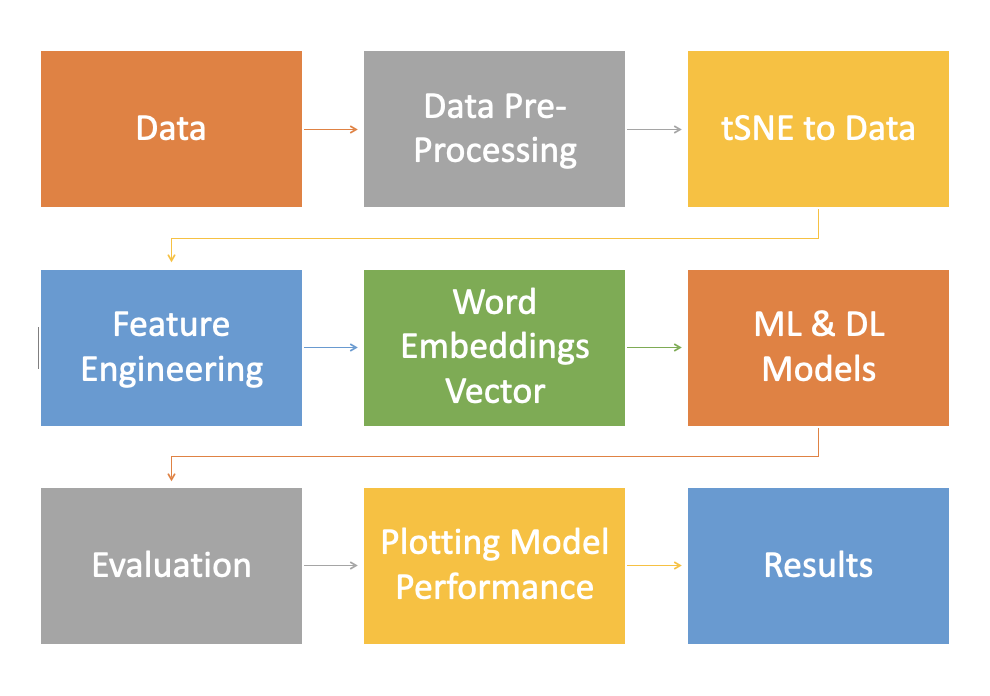 Data
Data Pre-
Processing
tSNE to Data
Feature
Engineering
Word
Embeddings
Vector
ML & DL
Models
Evaluation
Plotting Model
Performance
Results